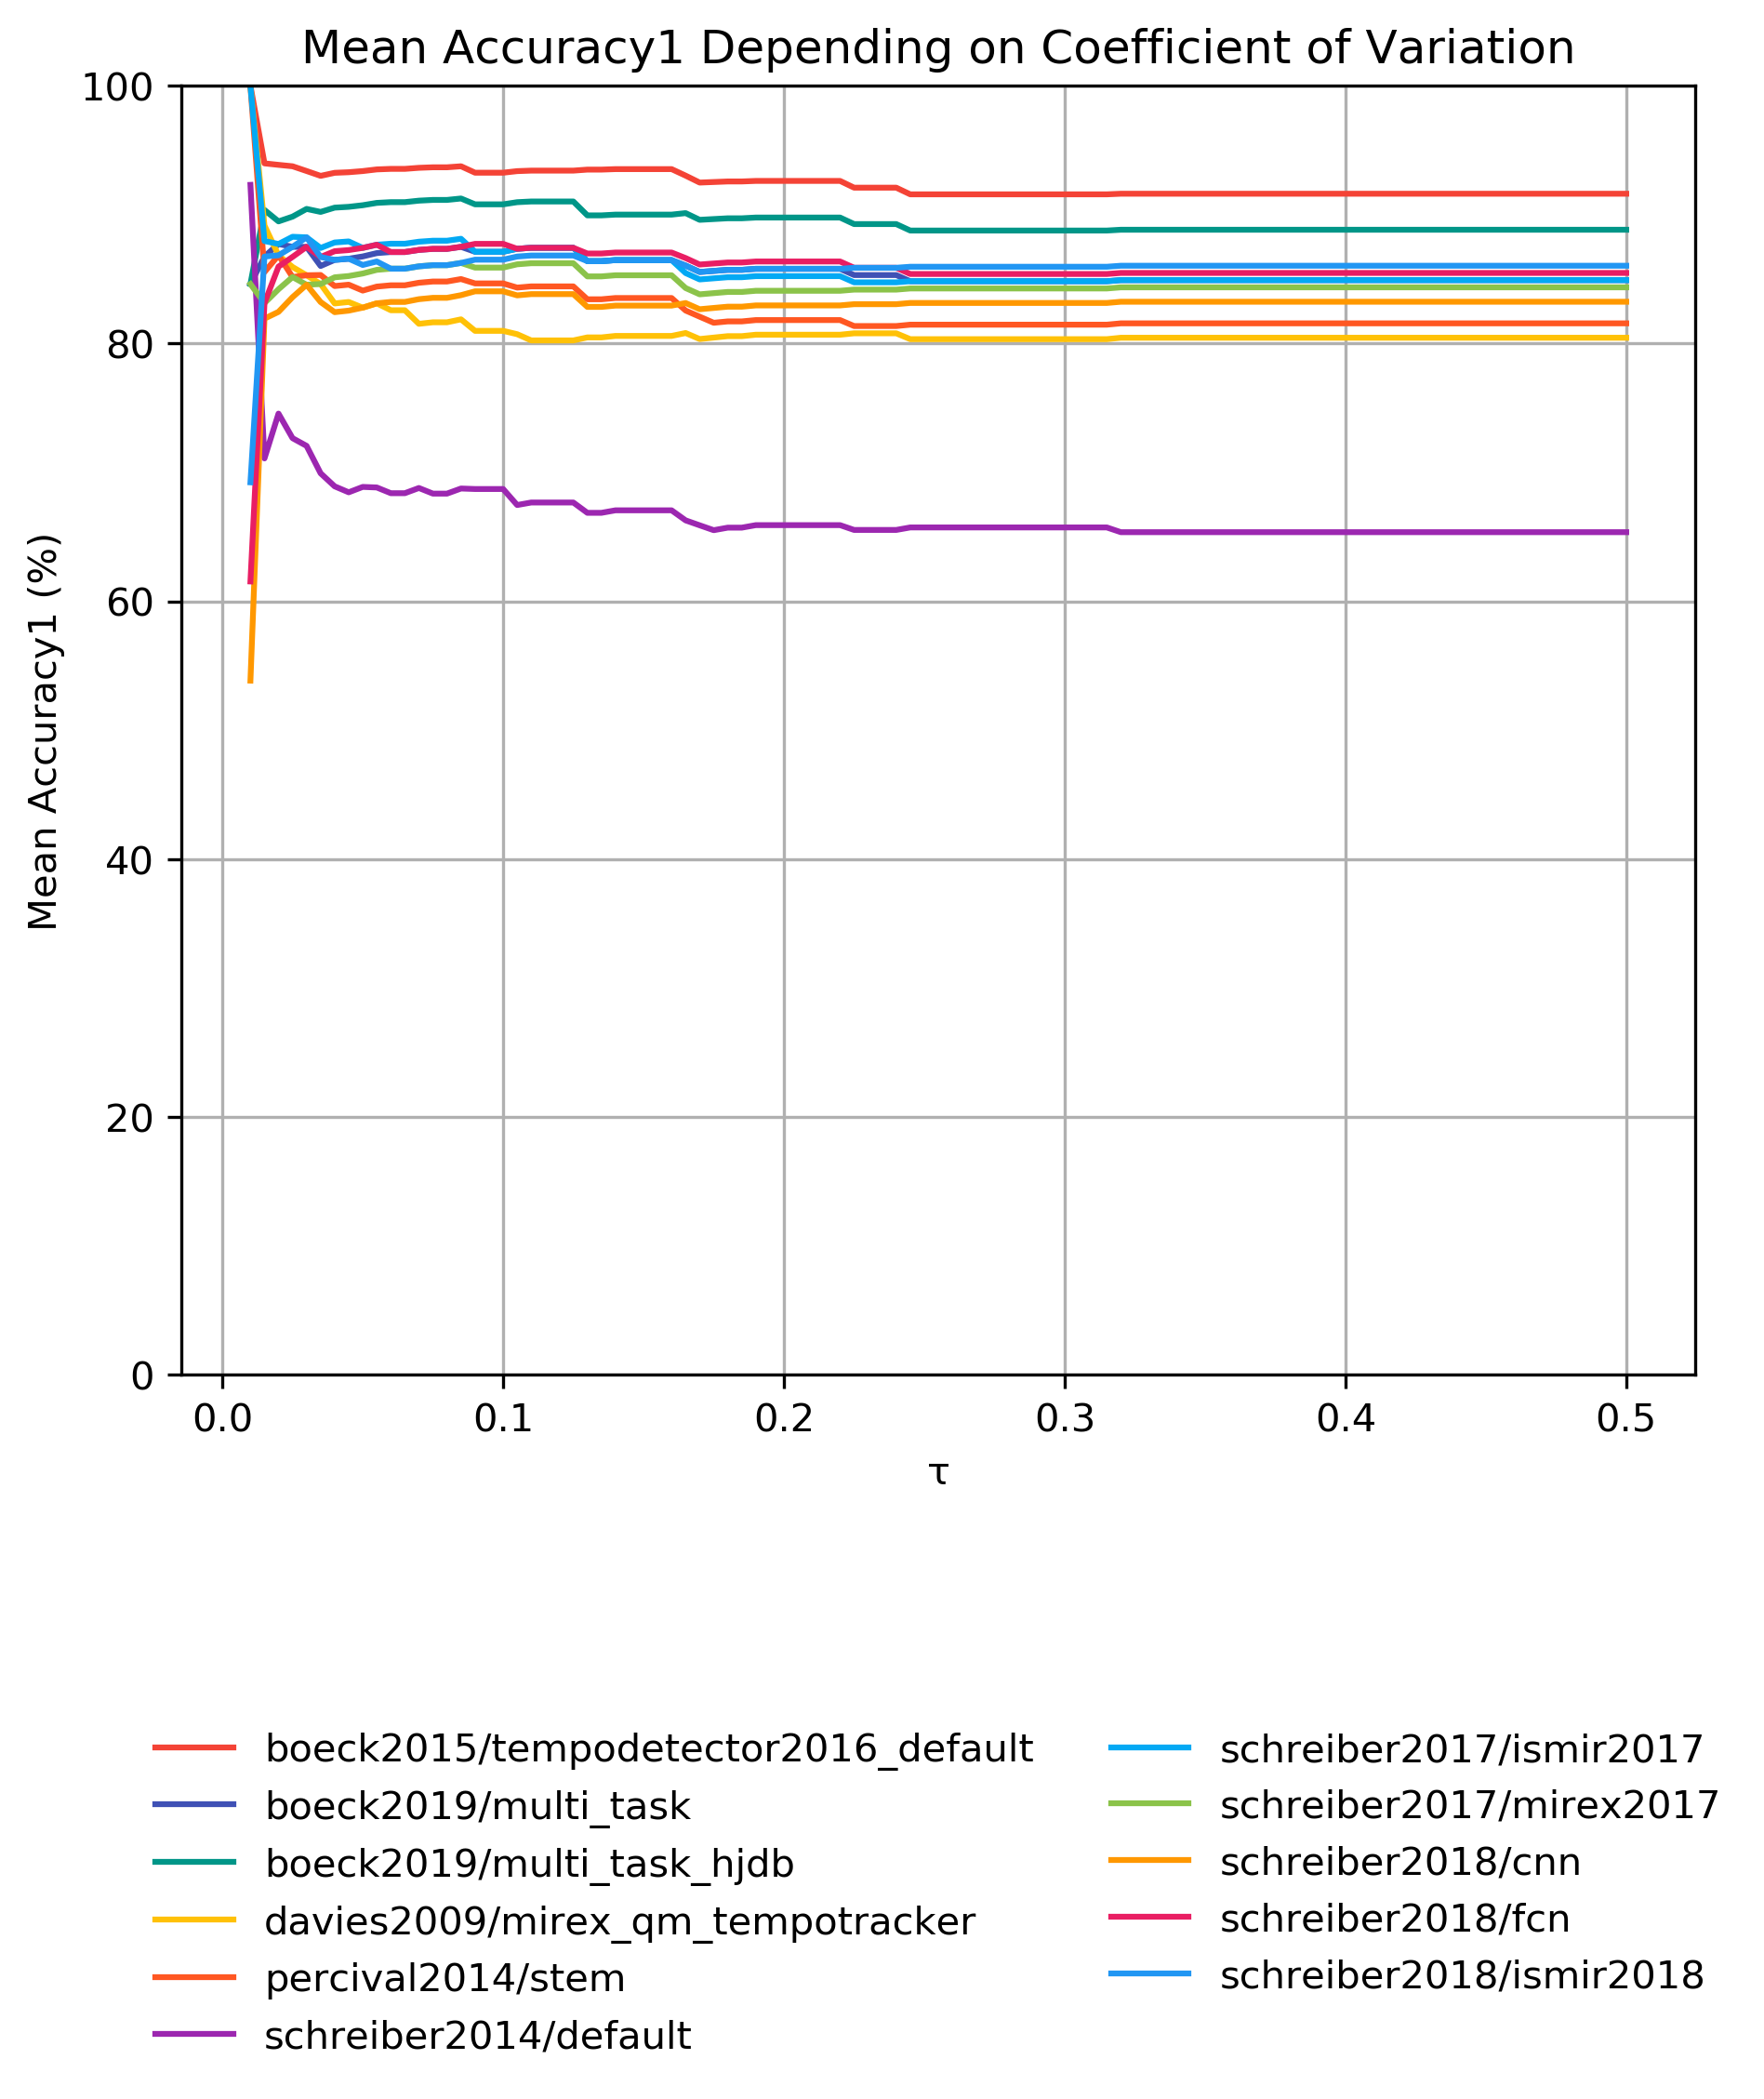 Mean Accuracy1 Depending on Coefficient of Variation
100
80
60
40
20
0
Mean Accuracy1 (%)
0.0 0.1 0.2 0.3 0.4 0.5
τ
boeck2015/tempodetector2016_default
boeck2019/multi_task
boeck2019/multi_task_hjdb
davies2009/mirex_qm_tempotracker
percival2014/stem
schreiber2014/default
schreiber2017/ismir2017
schreiber2017/mirex2017
schreiber2018/cnn
schreiber2018/fcn
schreiber2018/ismir2018